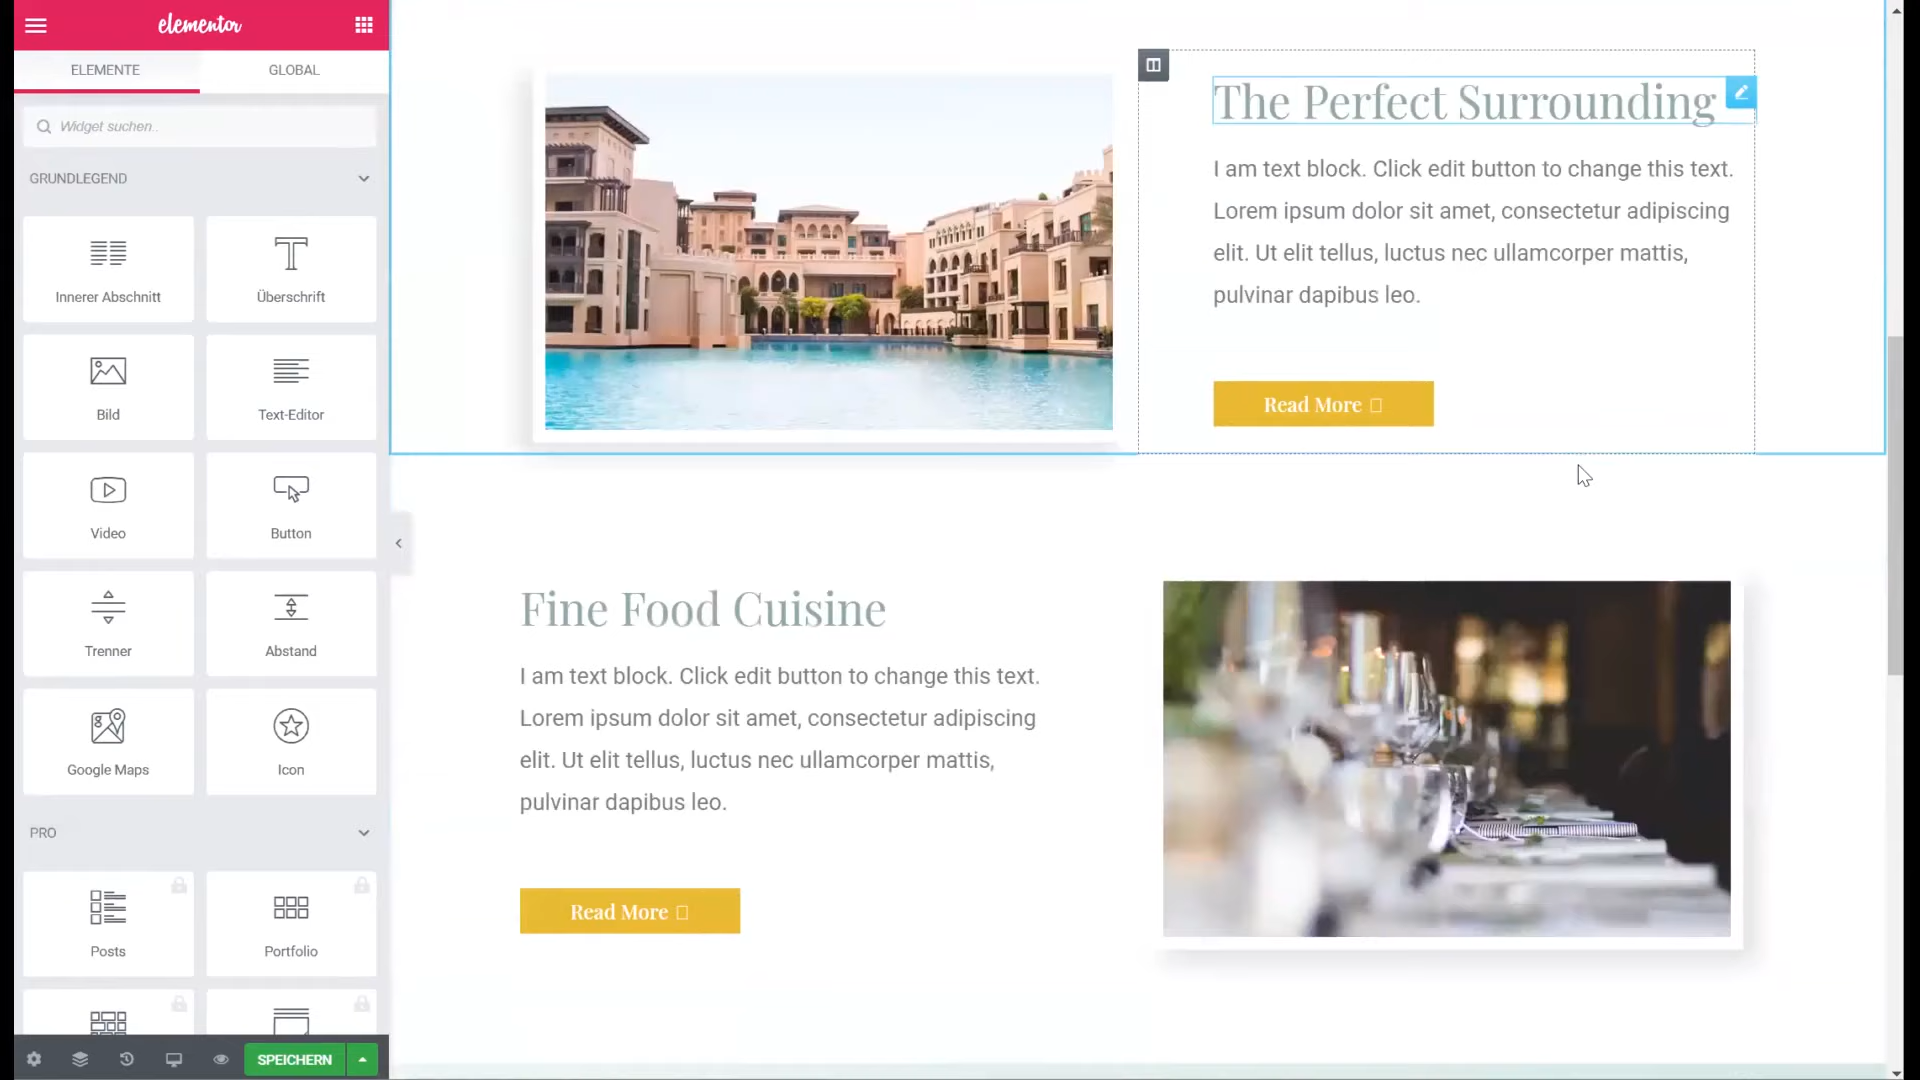 elementor
ELEMENTE
GLOBAL
Widget suchen..
GRUNDLEGEND
Innerer Abschnitt
Überschrift
Bild
Text-Editor
Video
Button
Trenner
Abstand
Google Maps
Icon
PRO
Posts
Portfolio
SPEICHERN
The Perfect Surrounding
I am text block. Click edit button to change this text.
Lorem ipsum dolor sit amet, consectetur adipiscing
elit. Ut elit tellus, luctus nec ullamcorper mattis,
pulvinar dapibus leo.
Read More
Fine Food Cuisine
I am text block. Click edit button to change this text.
Lorem ipsum dolor sit amet, consectetur adipiscing
elit. Ut elit tellus, luctus nec ullamcorper mattis,
pulvinar dapibus leo.
Read More